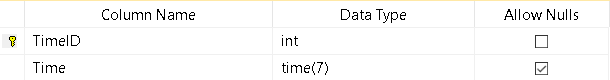 Column Name Data Type Allow Nulls
TimeID int
Time time(7)